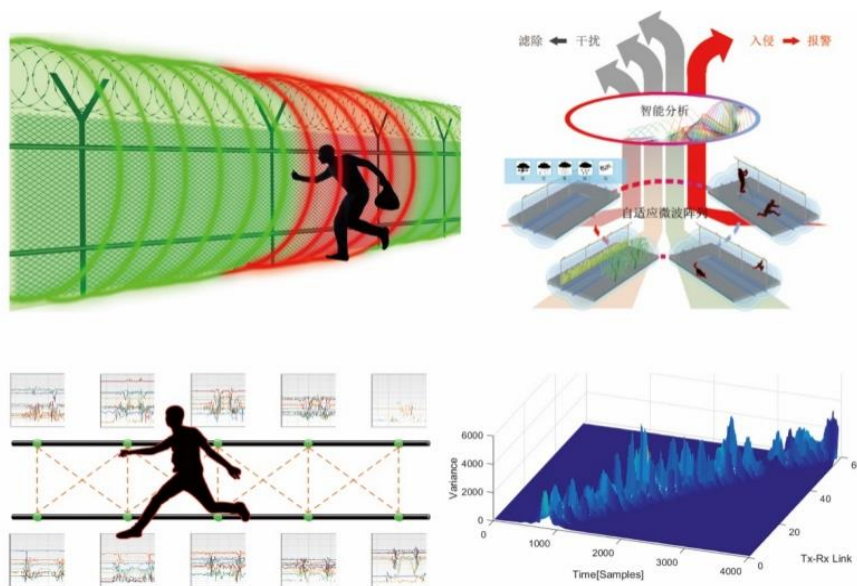 滤除 干扰 入侵 报警
智能分析
自适应微波阵列
6000
4000
2000
0
Variance
0
1000
2000
3000
4000
Time[Samples]
0
20
40
6
Tx-Rx Link